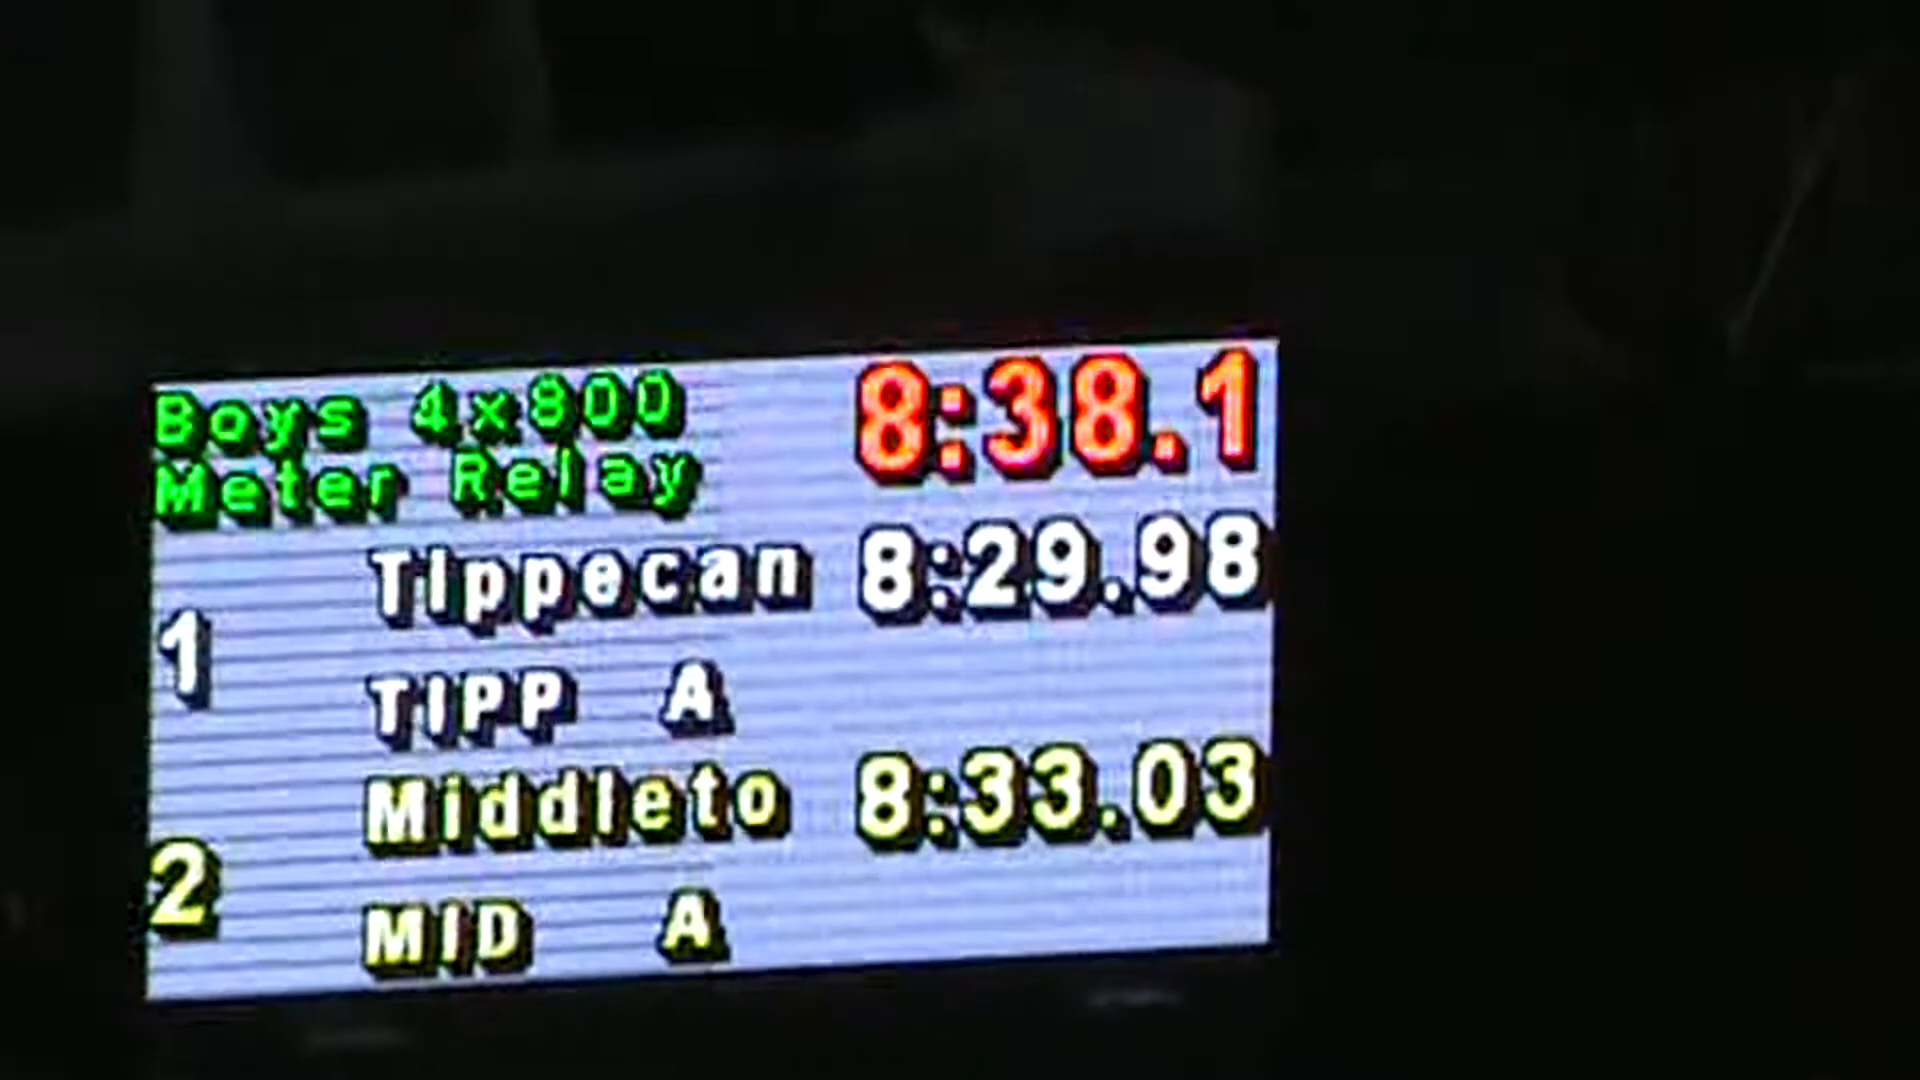 Boys 4x800 8:38.1
Meter Relay
1 Tippecan 8:29.98
TIPP A
2 Middleto 8:33.03
MID A